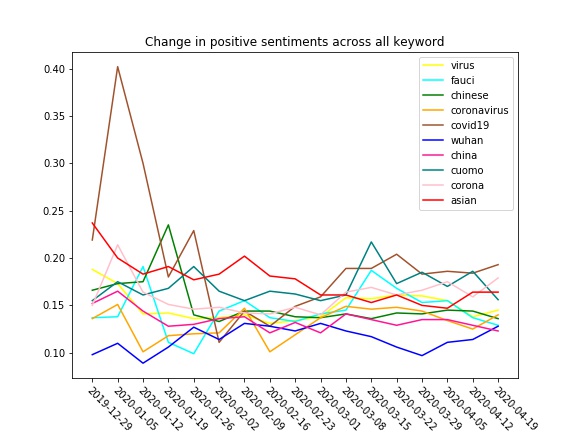 Change in positive sentiments across all keyword
0.40
0.35
0.30
0.25
0.20
0.15
0.10
virus
fauci
chinese
coronavirus
covid19
wuhan
china
cuomo
corona
asian
2019-12-29
2020-01-05
2020-01-12
2020-01-19
2020-01-26
2020-02-02
2020-02-09
2020-02-16
2020-02-23
2020-03-01
2020-03-08
2020-03-15
2020-03-22
2020-03-29
2020-04-05
2020-04-12
2020-04-19